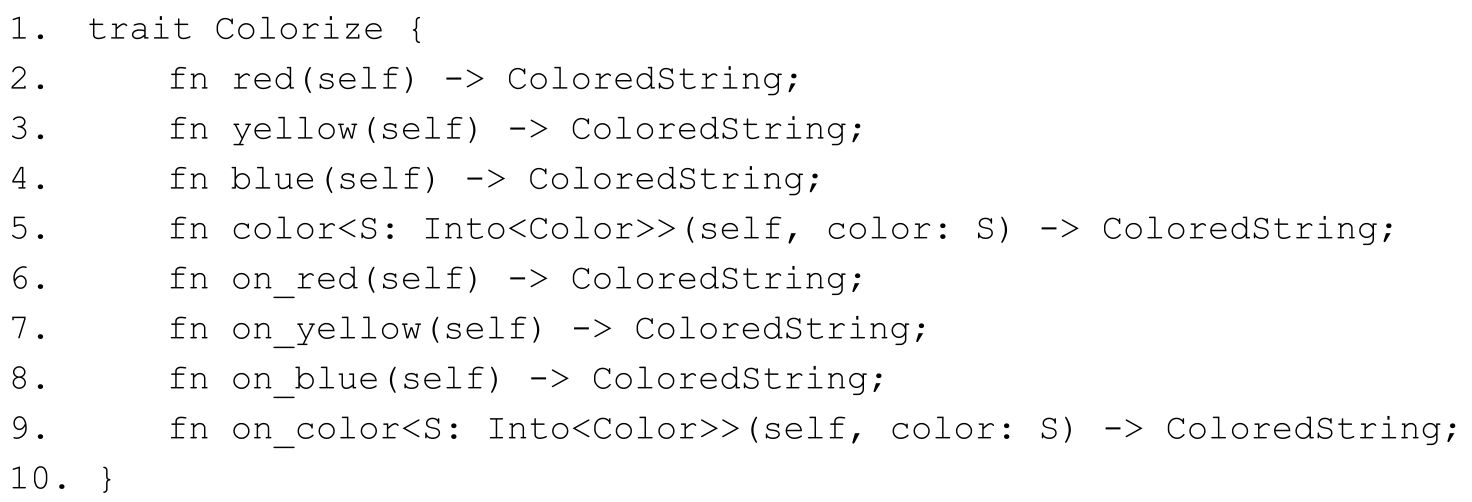 1. trait Colorize {
2.     fn red(self) -> ColoredString;
3.     fn yellow(self) -> ColoredString;
4.     fn blue(self) -> ColoredString;
5.     fn color<S: Into<Color>>(self, color: S) -> ColoredString;
6.     fn on_red(self) -> ColoredString;
7.     fn on_yellow(self) -> ColoredString;
8.     fn on_blue(self) -> ColoredString;
9.     fn on_color<S: Into<Color>>(self, color: S) -> ColoredString;
10. }